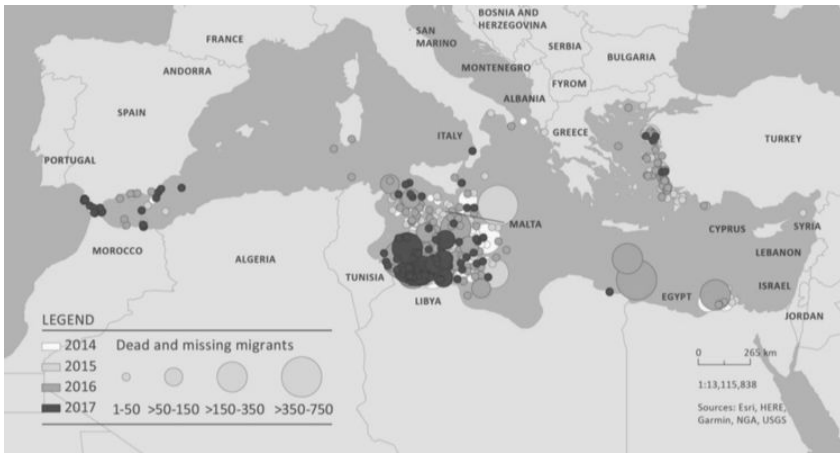 BOSNIA AND
HERZEGOVINA
FRANCE
SAN
MARINO
SERBIA
ANDORRA
MONTENEGRO
BULGARIA
FYROM
ALBANIA
SPAIN
ITALY
GREECE
TURKEY
PORTUGAL
MALTA
CYPRUS
SYRIA
MOROCCO
LEBANON
ALGERIA
TUNISIA
ISRAEL
LIBYA
EGYPT
JORDAN
LEGEND
2014
2015
2016
2017
Dead and missing migrants
1-50 >50-150 >150-350 >350-750
0 265 km
1:13,115,838
Sources: Esri, HERE,
Garmin, NGA, USGS